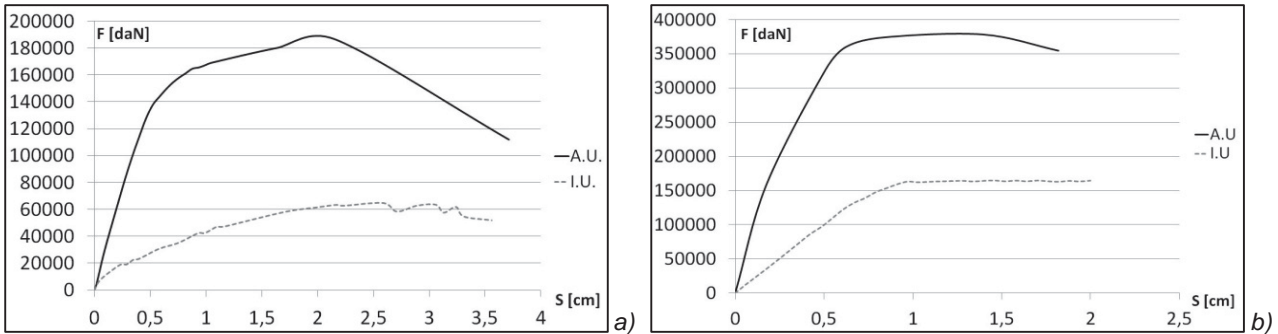 200000
180000
160000
140000
120000
100000
80000
60000
40000
20000
0
F [daN]
0 0,5 1 1,5 2 2,5 3 3,5 4
S [cm]
A.U.
I.U.
a)
400000
350000
300000
250000
200000
150000
100000
50000
0
F [daN]
0 0,5 1 1,5 2 2,5
S [cm]
A.U
I.U
b)